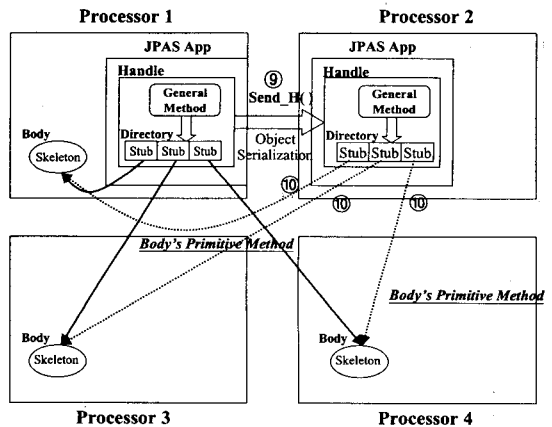 Processor 1
Processor 2
JPAS App
JPAS App
Handle
⑨
Handle
General
Method
Send_H( )
General
Method
Body
Directory
Object
Serialization
Directory
Skeleton
Stub Stub Stub
Stub Stub Stub
⑩
⑩
⑩
Body's Primitive Method
Body's Primitive Method
Body
Skeleton
Body
Skeleton
Processor 3
Processor 4